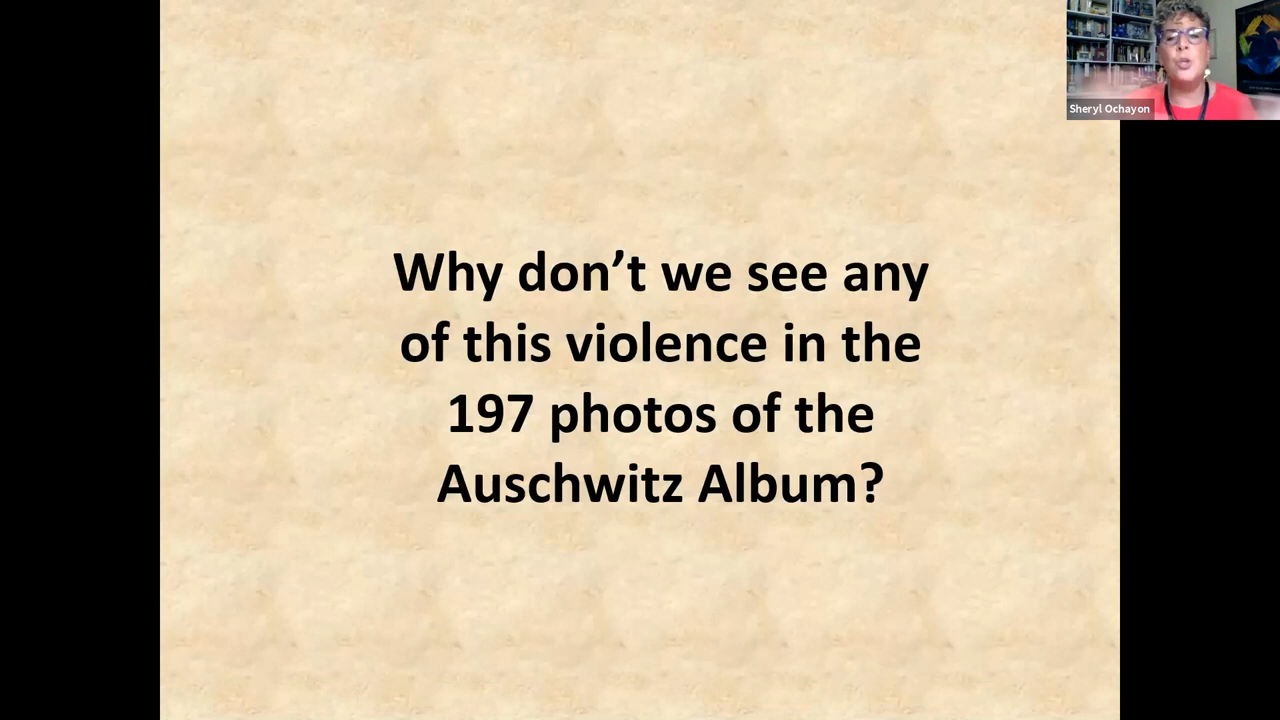 Sheryl Ochayon
Why don’t we see any
of this violence in the
197 photos of the
Auschwitz Album?